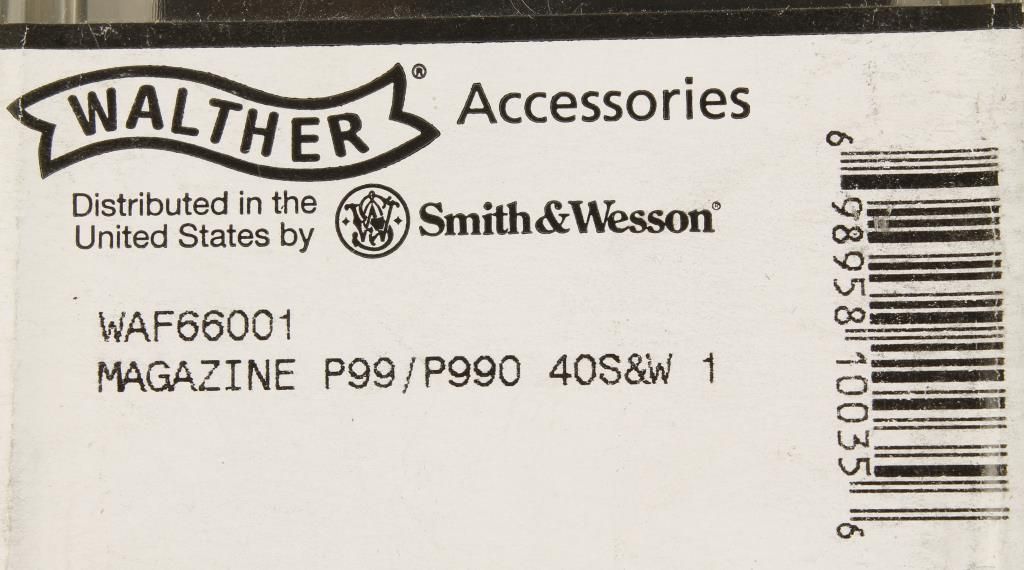 WALTHER® Accessories
Distributed in the
United States by Smith&Wesson®
WAF66001
MAGAZINE P99/P990 40S&W 1
6 98958 10035 6